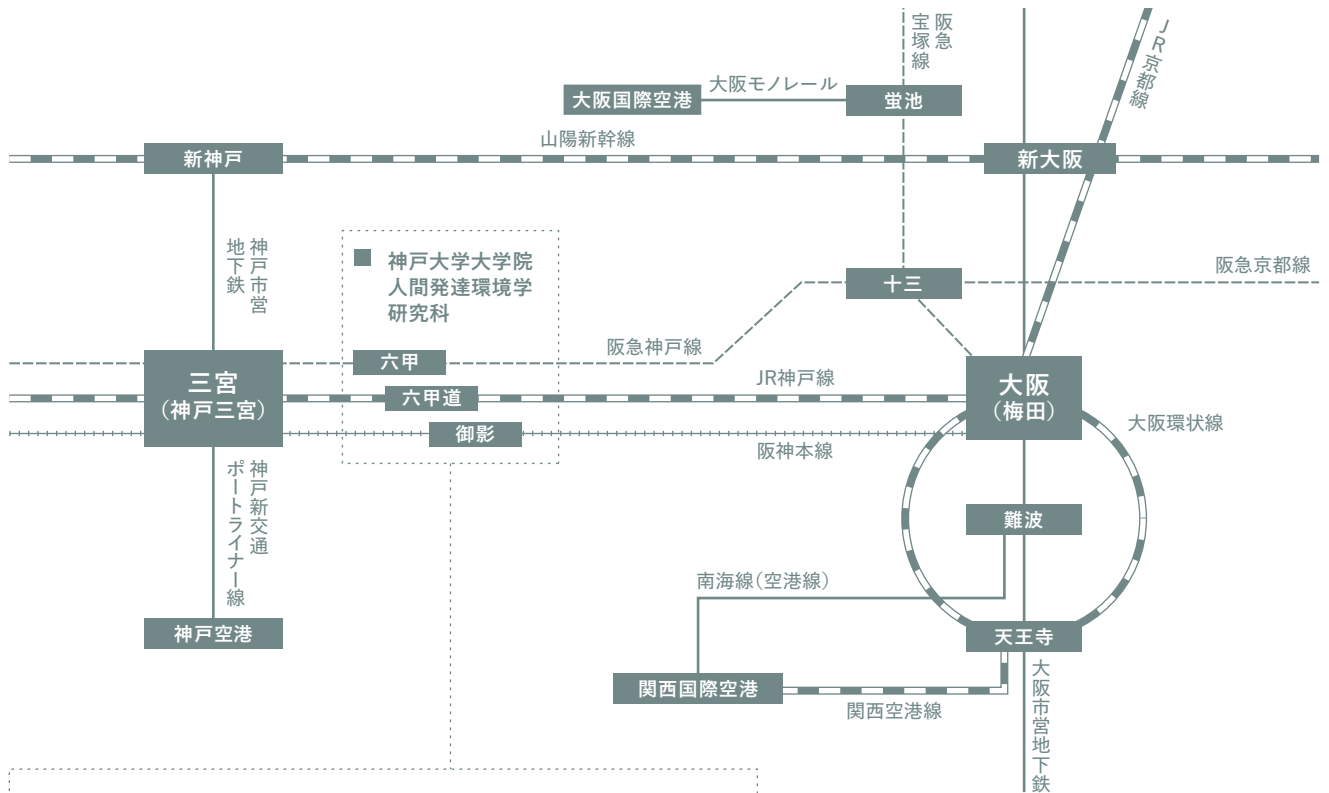 阪急
宝塚線
JR京都線
大阪国際空港
大阪モノレール
蛍池
山陽新幹線
新神戸
新大阪
神戸市営
地下鉄
神戸大学大学院
人間発達環境学
研究科
十三
阪急京都線
阪急神戸線
六甲
三宮
（神戸三宮）
六甲道
JR神戸線
大阪
（梅田）
御影
阪神本線
大阪環状線
神戸新交通
ポートライナー線
難波
南海線（空港線）
神戸空港
天王寺
関西国際空港
関西空港線
大阪市営地下鉄